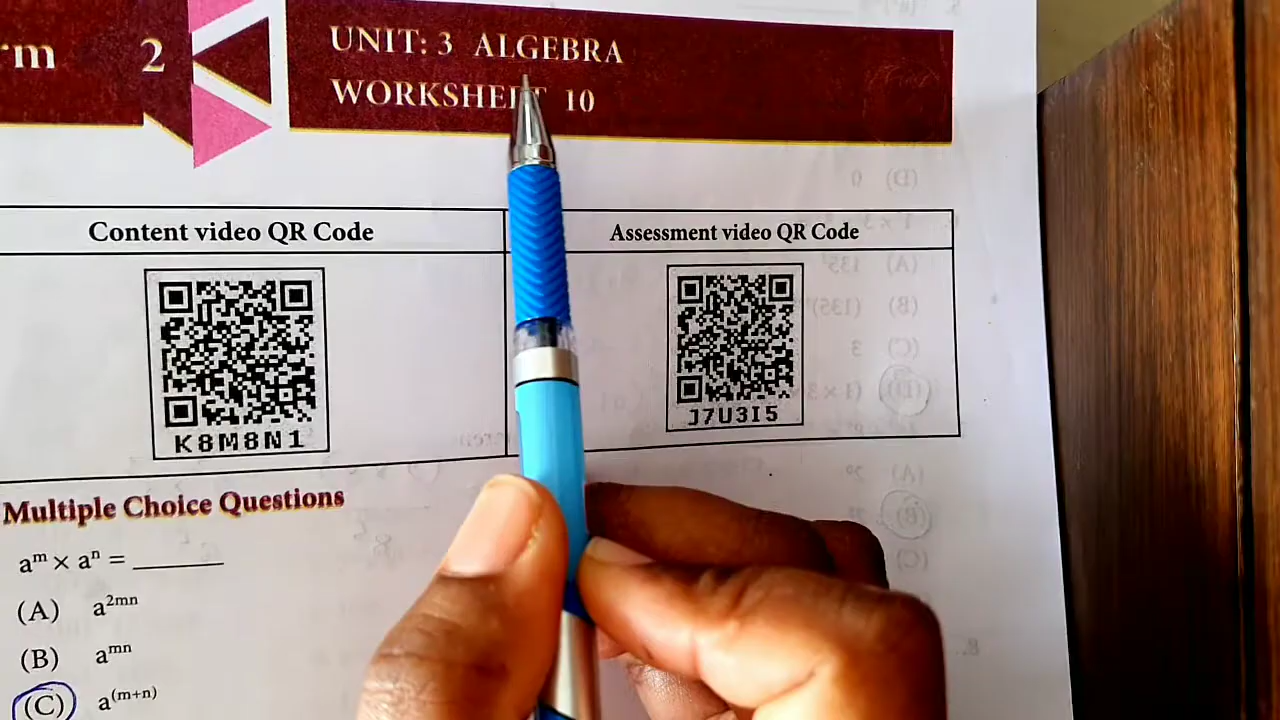 rm 2
UNIT: 3 ALGEBRA
WORKSHEET 10
Content video QR Code
Assessment video QR Code
K8M8N1
J7U3I5
Multiple Choice Questions
aᵐ × aⁿ = ______
(A) a²ᵐⁿ
(B) aᵐⁿ
(C) a⁽ᵐ⁺ⁿ⁾